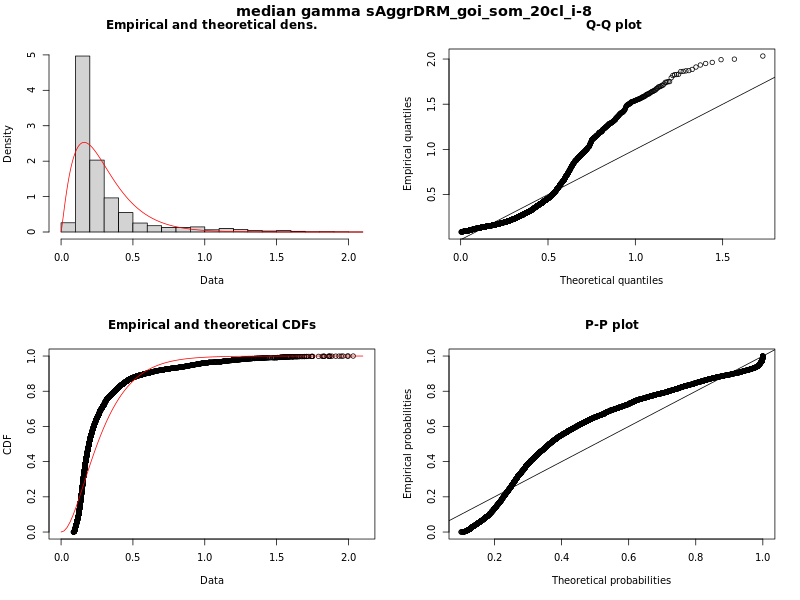 median gamma sAggrDRM_goi_som_20cl_i-8
Empirical and theoretical dens.
Density
0 1 2 3 4 5
0.0 0.5 1.0 1.5 2.0
Data
Q-Q plot
Empirical quantiles
0.5 1.0 1.5 2.0
0.0 0.5 1.0 1.5
Theoretical quantiles
Empirical and theoretical CDFs
CDF
0.0 0.2 0.4 0.6 0.8 1.0
0.0 0.5 1.0 1.5 2.0
Data
P-P plot
Empirical probabilities
0.0 0.2 0.4 0.6 0.8 1.0
0.2 0.4 0.6 0.8 1.0
Theoretical probabilities